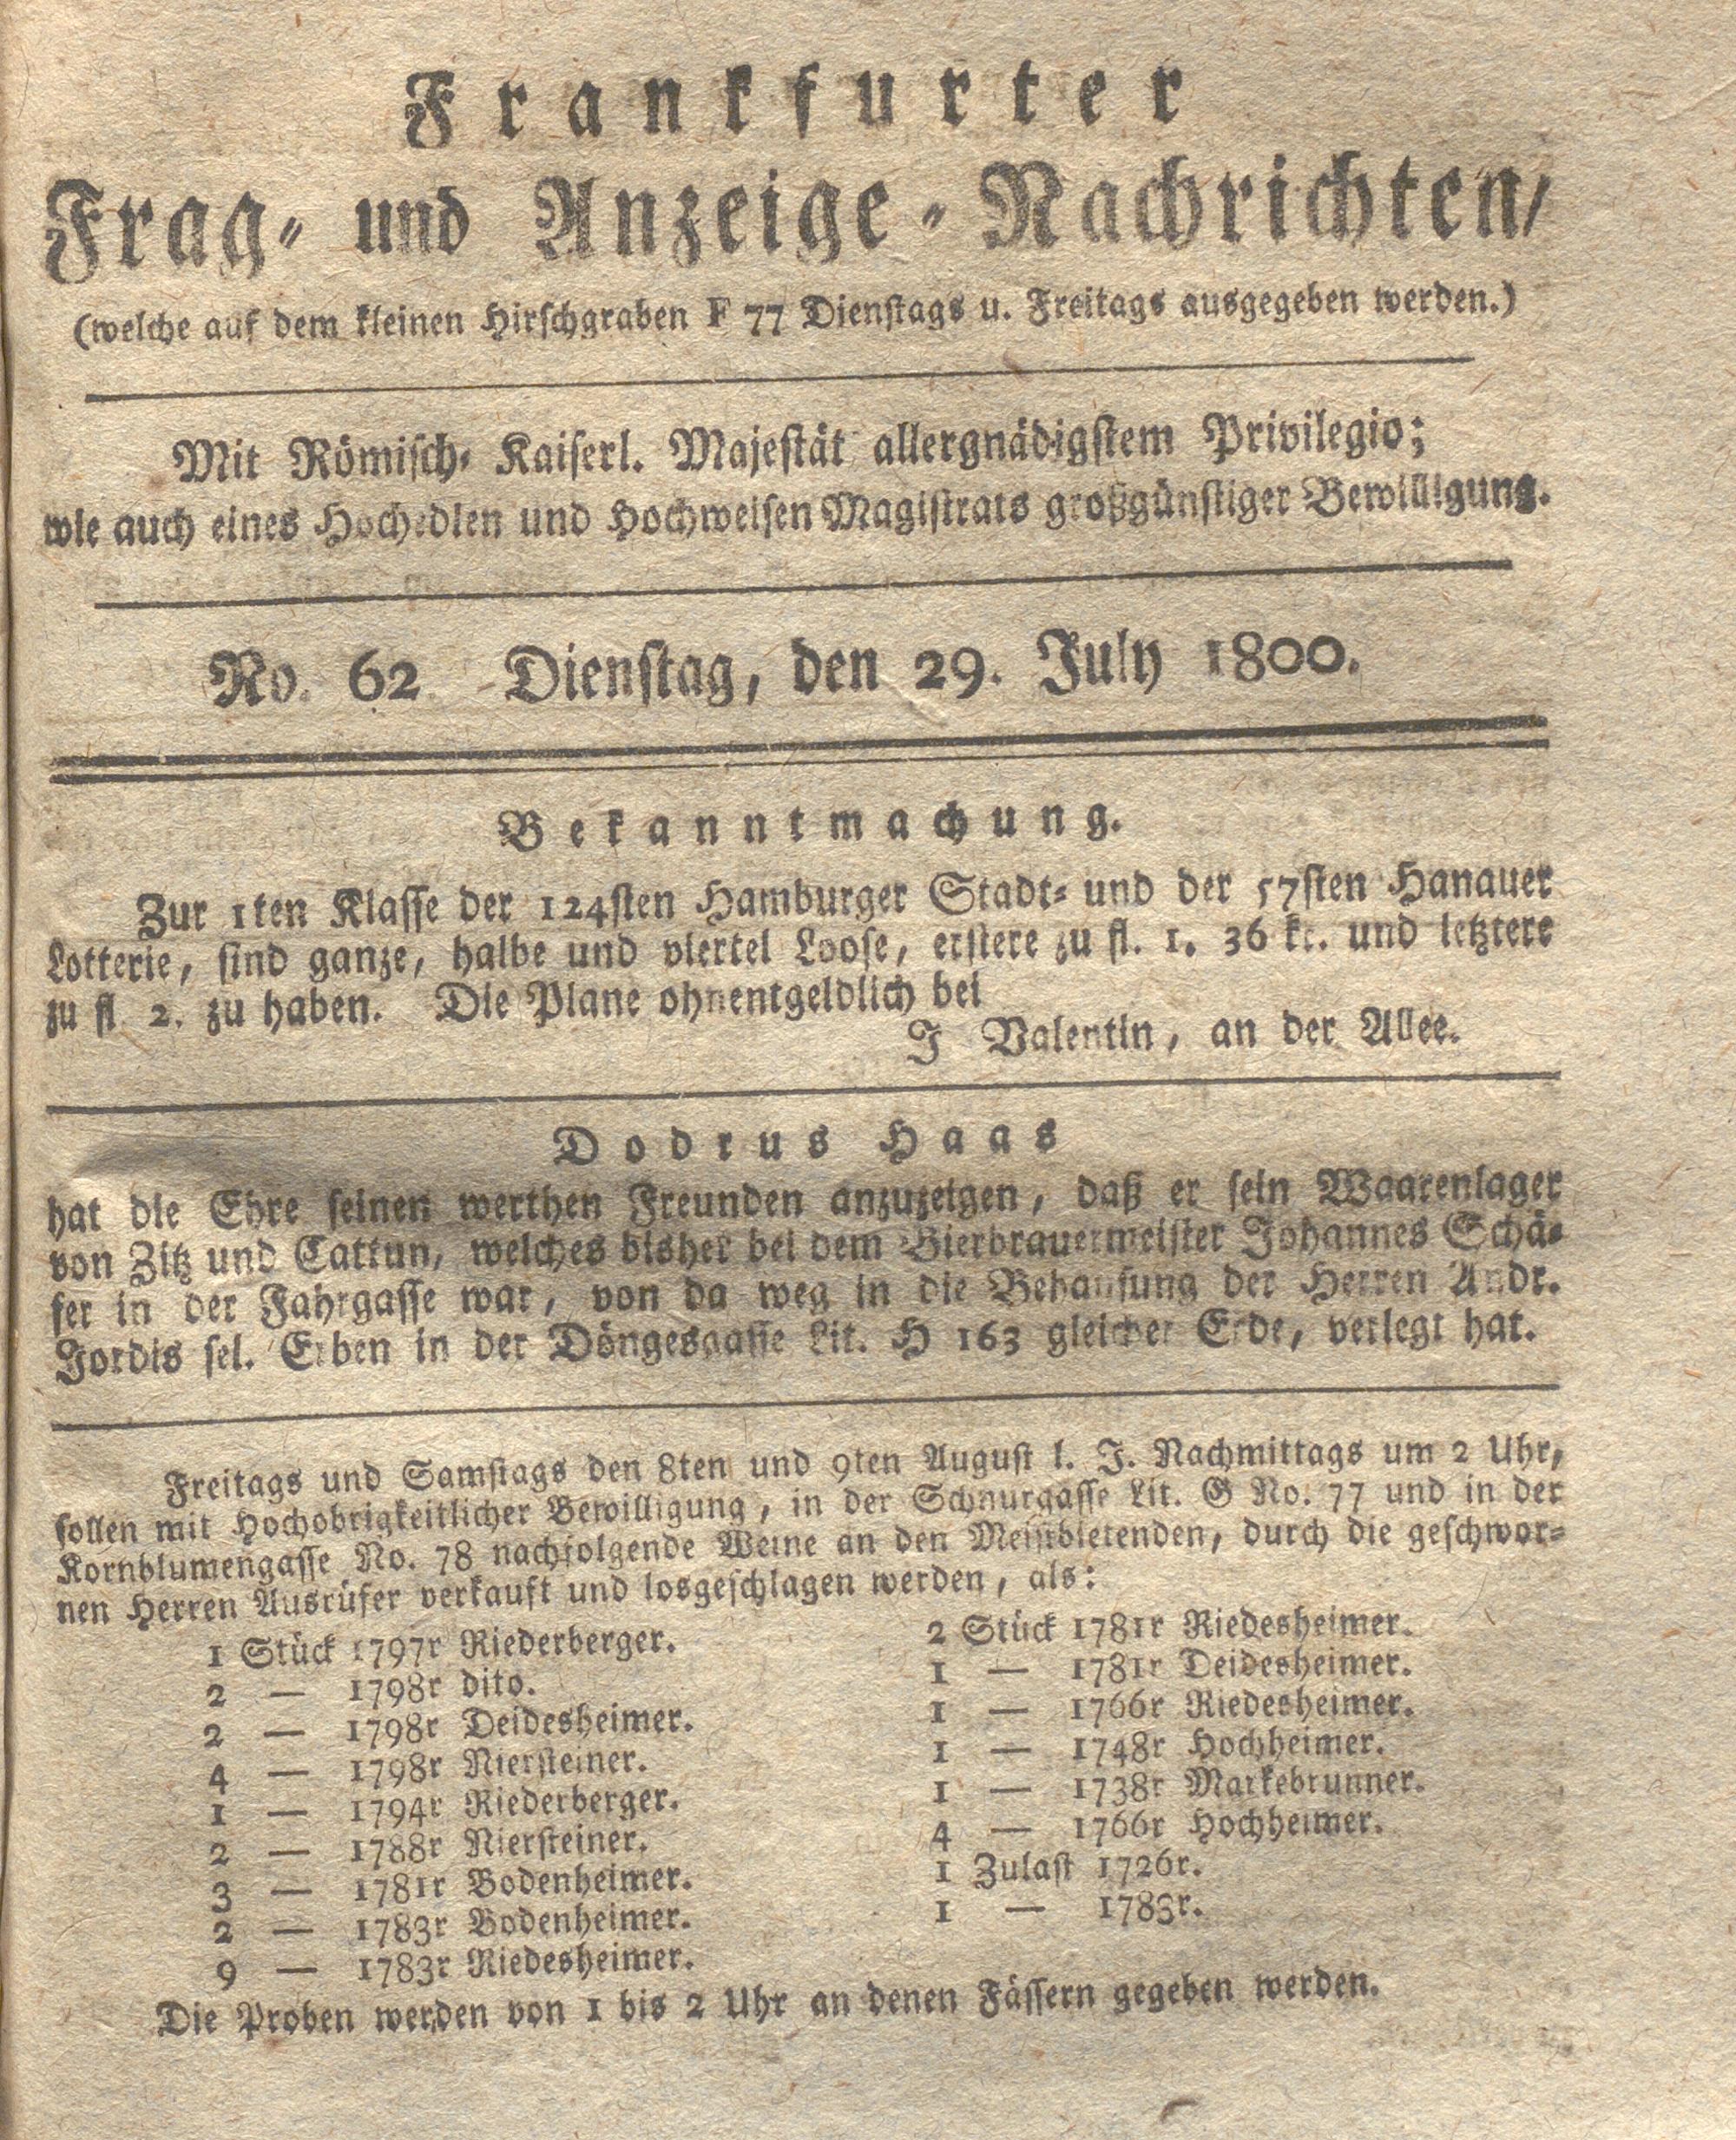 Frankfurter
Frag- und Anzeige-Nachrichten/
(welche auf dem kleinen Hirschgraben F 77 Dienstags u. Freitags ausgegeben werden.)
Mit Römisch- Kaiserl. Majestät allergnädigstem Privilegio;
wie auch eines Hochedlen und Hochweisen Magistrats großgünstiger Bewilligung.
No. 62 Dienstag, den 29. July 1800.
Bekanntmachung.
Zur 1ten Klasse der 124sten Hamburger Stadt- und der 57sten Hanauer
Lotterie, sind ganze, halbe und viertel Loose, erstere zu fl. 1. 36 kr. und letztere
zu fl 2. zu haben. Die Plane ohnentgeldlich bei
J Valentin, an der Allee.
Dodrus Haas
hat die Ehre seinen werthen Freunden anzuzeigen, daß er sein Waarenlager
von Zitz und Cattun, welches bisher bei dem Bierbrauermeister Johannes Schä-
fer in der Fahrgasse war, von da weg in die Behausung der Herren Andr.
Jordis sel. Erben in der Döngesgasse Lit. H 163 gleicher Erde, verlegt hat.
Freitags und Samstags den 8ten und 9ten August l. J. Nachmittags um 2 Uhr,
sollen mit Hochobrigkeitlicher Bewilligung, in der Schnurgasse Lit. G No. 77 und in der
Kornblumengasse No. 78 nachfolgende Weine an den Meistbietenden, durch die geschwor-
nen Herren Ausrüfer verkauft und losgeschlagen werden, als:
1 Stück 1797r Riederberger.
2 — 1798r dito.
2 — 1798r Deidesheimer.
4 — 1798r Niersteiner.
1 — 1794r Riederberger.
2 — 1788r Niersteiner.
3 — 1781r Bodenheimer.
2 — 1783r Bodenheimer.
9 — 1783r Riedesheimer.
2 Stück 1781r Riedesheimer.
1 — 1781r Deidesheimer.
1 — 1766r Riedesheimer.
1 — 1748r Hochheimer.
1 — 1738r Markebrunner.
4 — 1766r Hochheimer.
1 Zulast 1726r.
1 — 1783r.
Die Proben werden von 1 bis 2 Uhr an denen Fässern gegeben werden.